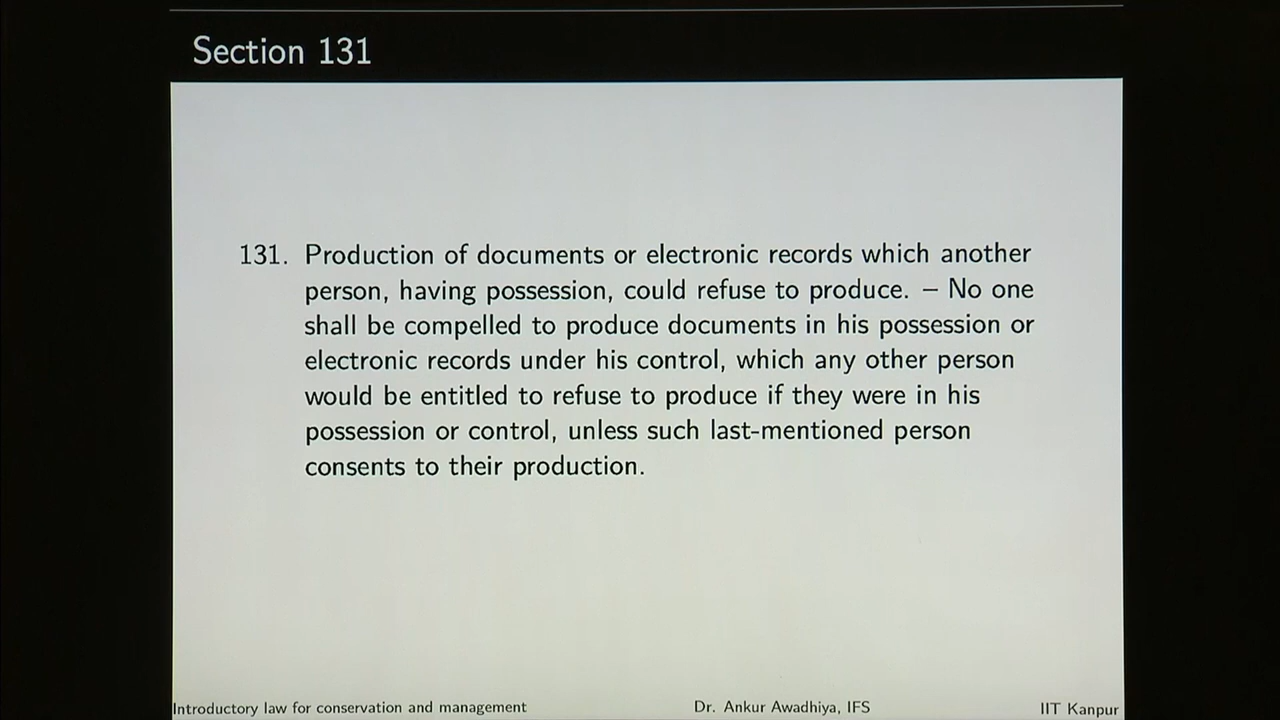 Section 131
131. Production of documents or electronic records which another
person, having possession, could refuse to produce. – No one
shall be compelled to produce documents in his possession or
electronic records under his control, which any other person
would be entitled to refuse to produce if they were in his
possession or control, unless such last-mentioned person
consents to their production.
Introductory law for conservation and management Dr. Ankur Awadhiya, IFS IIT Kanpur